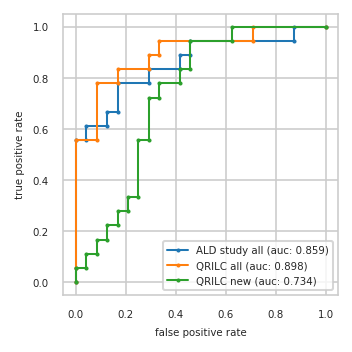 1.0
0.8
0.6
0.4
0.2
0.0
true positive rate
ALD study all (auc: 0.859)
QRILC all (auc: 0.898)
QRILC new (auc: 0.734)
0.0 0.2 0.4 0.6 0.8 1.0
false positive rate